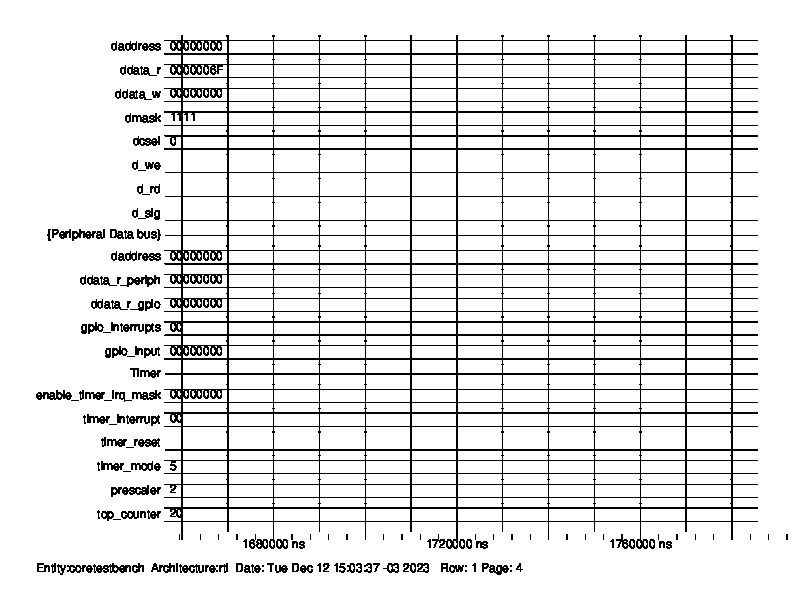 daddress 00000000
ddata_r 0000006F
ddata_w 00000000
dmask 1111
dcsel 0
d_we
d_rd
d_sig
{Peripheral Data bus}
daddress 00000000
ddata_r_periph 00000000
ddata_r_gpio 00000000
gpio_interrupts 00
gpio_input 00000000
Timer
enable_timer_irq_mask 00000000
timer_interrupt 00
timer_reset
timer_mode 5
prescaler 2
top_counter 20
1680000 ns 1720000 ns 1760000 ns
Entity:coretestbench Architecture:rtl Date: Tue Dec 12 15:03:37 -03 2023 Row: 1 Page: 4